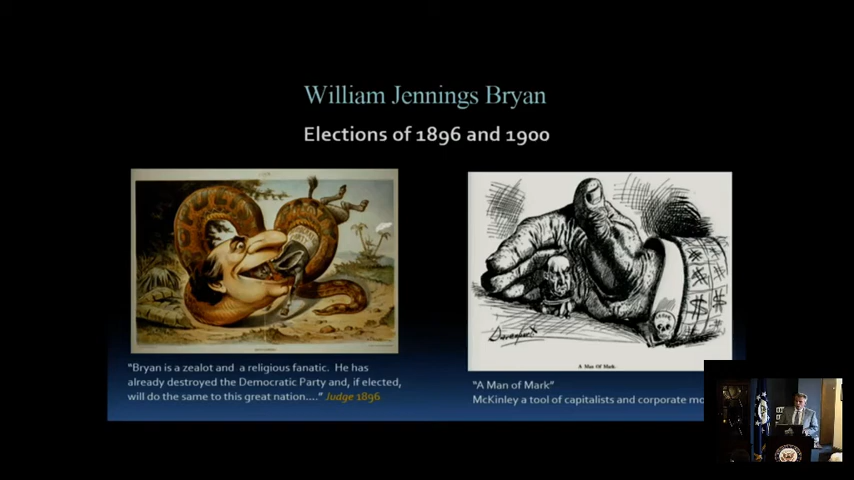 William Jennings Bryan
Elections of 1896 and 1900
Davenport
A Man Of Mark.
"Bryan is a zealot and a religious fanatic. He has
already destroyed the Democratic Party and, if elected,
will do the same to this great nation...." Judge 1896
"A Man of Mark"
McKinley a tool of capitalists and corporate mo